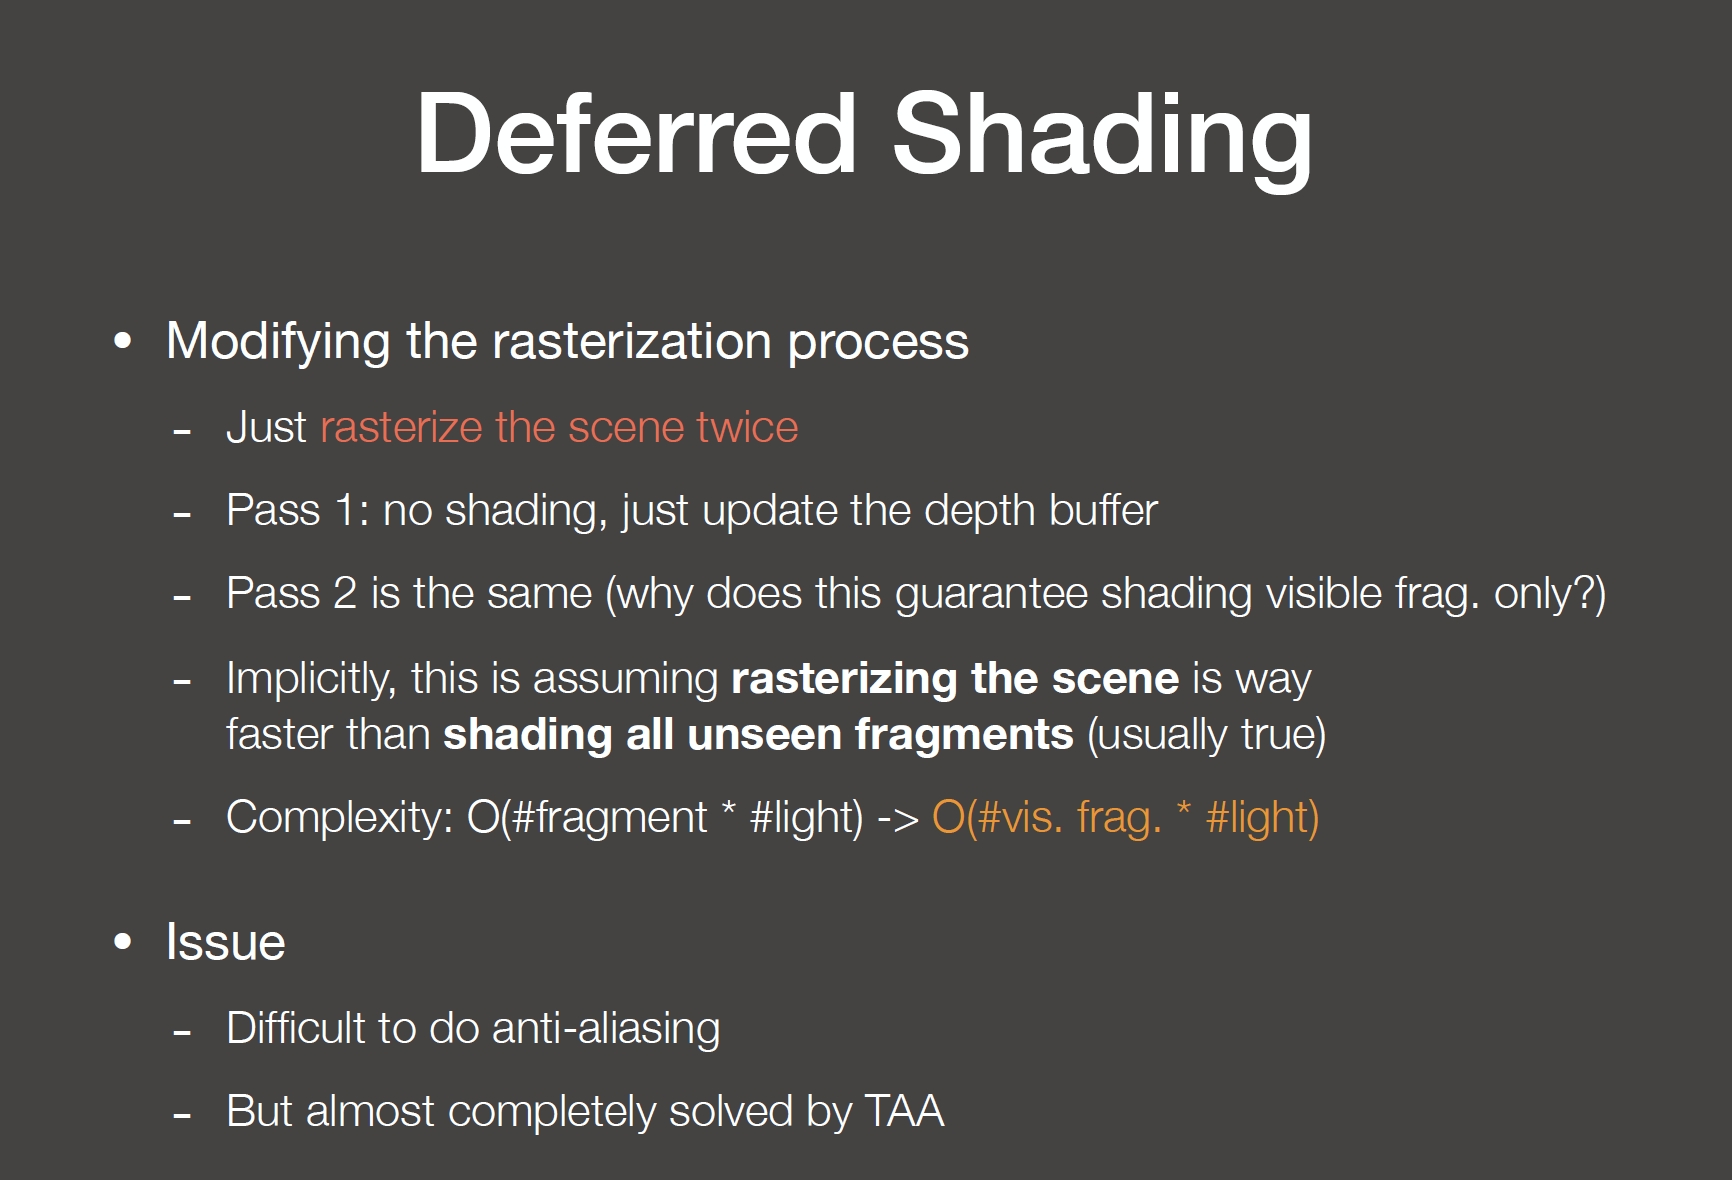 Deferred Shading
• Modifying the rasterization process
- Just rasterize the scene twice
- Pass 1: no shading, just update the depth buffer
- Pass 2 is the same (why does this guarantee shading visible frag. only?)
- Implicitly, this is assuming rasterizing the scene is way
faster than shading all unseen fragments (usually true)
- Complexity: O(#fragment * #light) -> O(#vis. frag. * #light)
• Issue
- Difficult to do anti-aliasing
- But almost completely solved by TAA